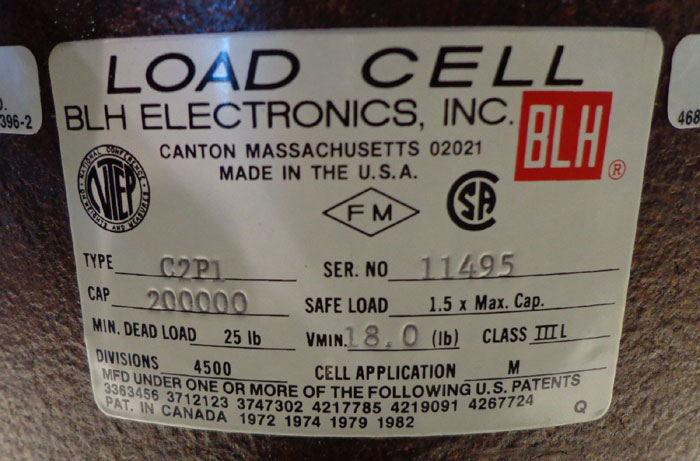 LOAD CELL
BLH ELECTRONICS, INC.
BLH ®
CANTON MASSACHUSETTS 02021
MADE IN THE U.S.A.
NTEP
FM
SA
TYPE C2P1 SER. NO 11495
CAP 200000 SAFE LOAD 1.5 x Max. Cap.
MIN. DEAD LOAD 25 lb VMIN. 18.0 (lb) CLASS III L
DIVISIONS 4500 CELL APPLICATION M
MFD UNDER ONE OR MORE OF THE FOLLOWING U.S. PATENTS
3363456 3712123 3747302 4217785 4219091 4267724
PAT. IN CANADA 1972 1974 1979 1982 Q
396-2
468